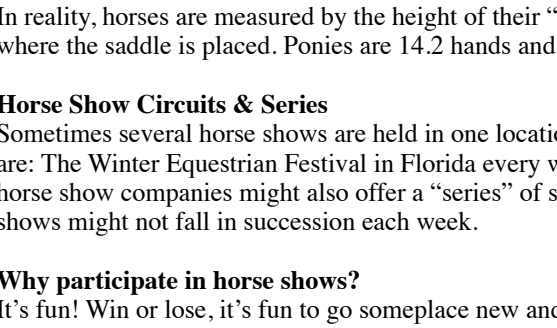 In reality, horses are measured by the height of their “
where the saddle is placed. Ponies are 14.2 hands and
Horse Show Circuits & Series
Sometimes several horse shows are held in one locatio
are: The Winter Equestrian Festival in Florida every w
horse show companies might also offer a “series” of s
shows might not fall in succession each week.
Why participate in horse shows?
It’s fun! Win or lose, it’s fun to go someplace new and